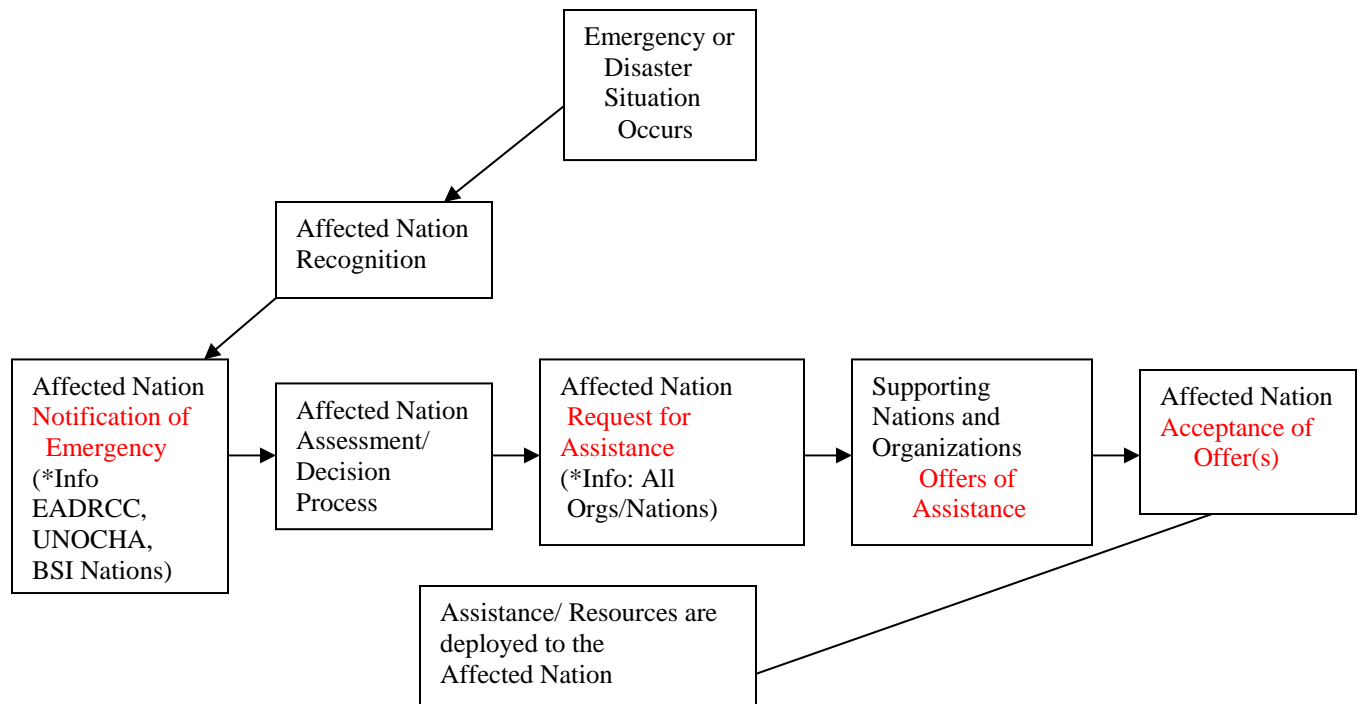 Emergency or
Disaster
Situation
Occurs
Affected Nation
Recognition
Affected Nation
Notification of
Emergency
(*Info
EADRCC,
UNOCHA,
BSI Nations)
Affected Nation
Assessment/
Decision
Process
Affected Nation
Request for
Assistance
(*Info: All
Orgs/Nations)
Supporting
Nations and
Organizations
Offers of
Assistance
Affected Nation
Acceptance of
Offer(s)
Assistance/ Resources are
deployed to the
Affected Nation